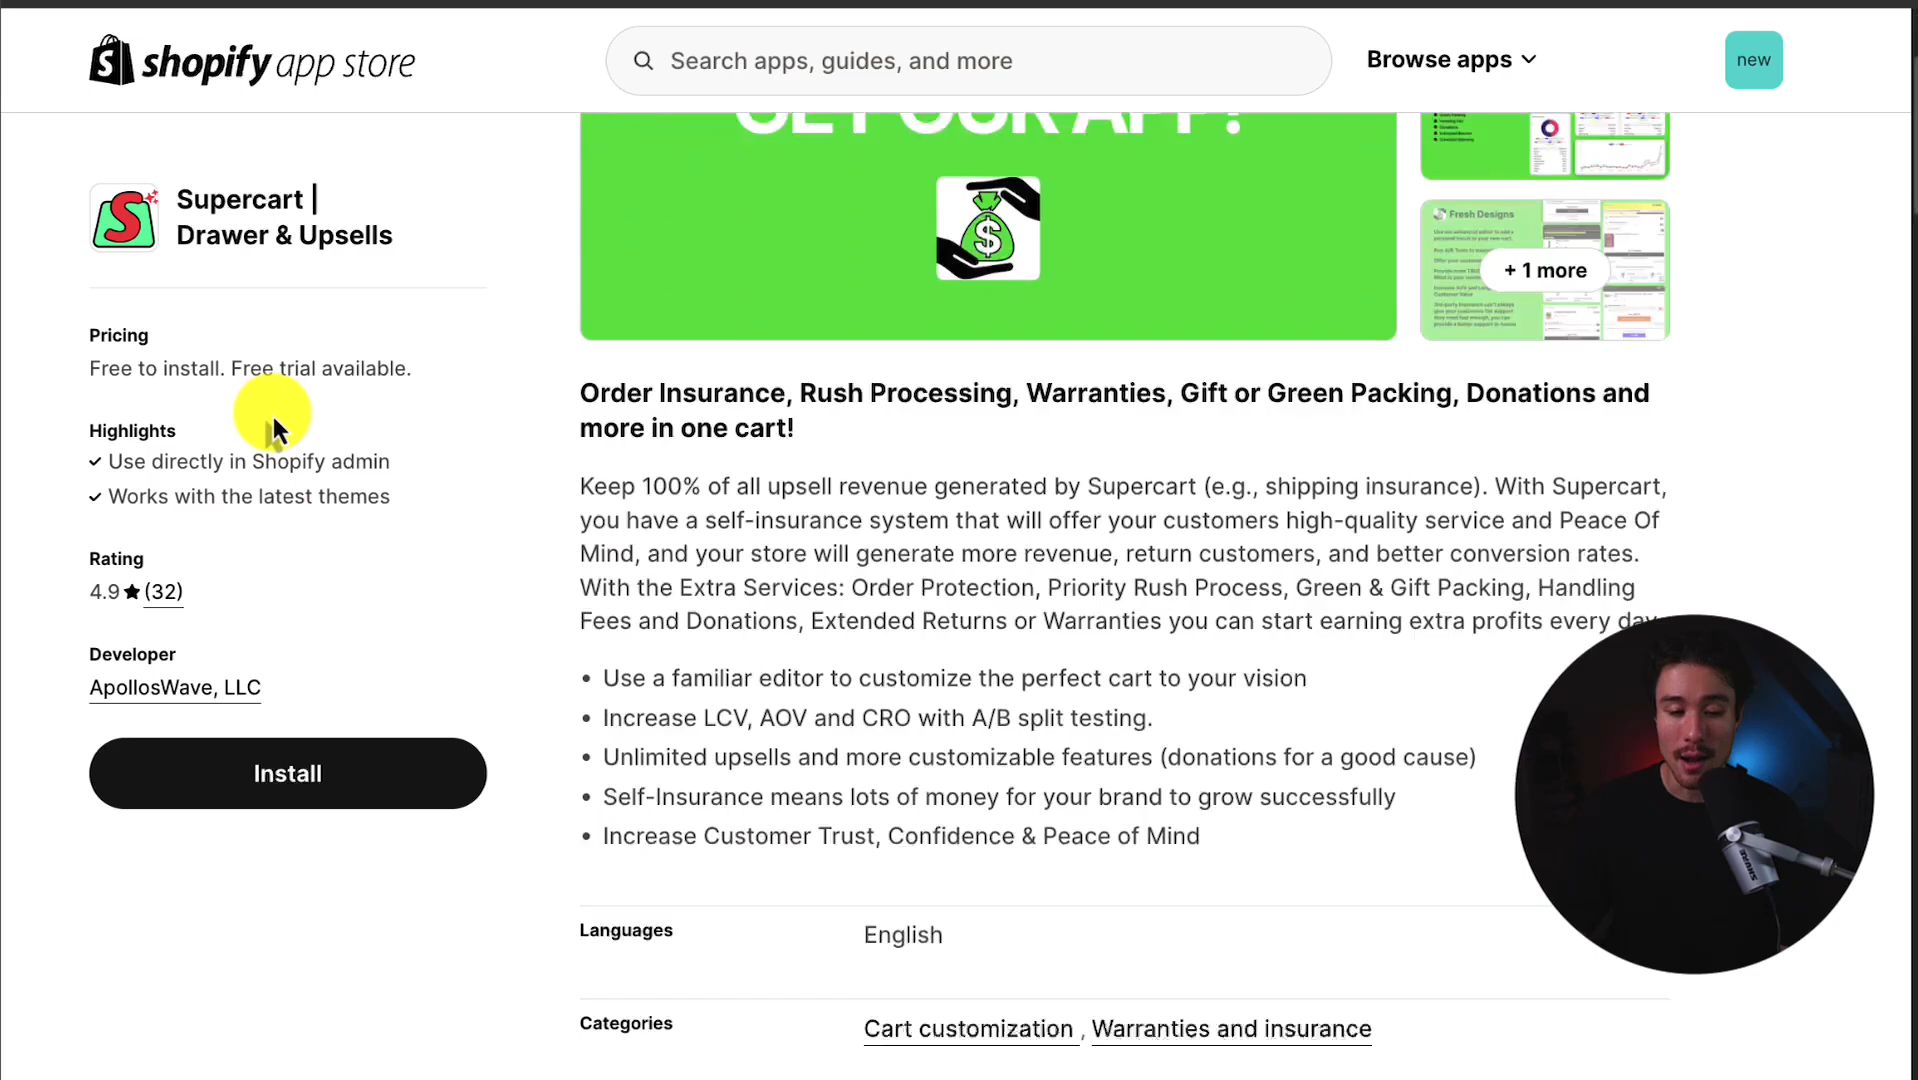 shopify app store
Search apps, guides, and more
Browse apps
new
GET OUR APP!
Supercart |
Drawer & Upsells
Fresh Designs
+ 1 more
Pricing
Free to install. Free trial available.
Highlights
Use directly in Shopify admin
Works with the latest themes
Rating
4.9 ★ (32)
Developer
ApollosWave, LLC
Install
Order Insurance, Rush Processing, Warranties, Gift or Green Packing, Donations and
more in one cart!
Keep 100% of all upsell revenue generated by Supercart (e.g., shipping insurance). With Supercart,
you have a self-insurance system that will offer your customers high-quality service and Peace Of
Mind, and your store will generate more revenue, return customers, and better conversion rates.
With the Extra Services: Order Protection, Priority Rush Process, Green & Gift Packing, Handling
Fees and Donations, Extended Returns or Warranties you can start earning extra profits every day
• Use a familiar editor to customize the perfect cart to your vision
• Increase LCV, AOV and CRO with A/B split testing.
• Unlimited upsells and more customizable features (donations for a good cause)
• Self-Insurance means lots of money for your brand to grow successfully
• Increase Customer Trust, Confidence & Peace of Mind
SHURE
Languages
English
Categories
Cart customization , Warranties and insurance